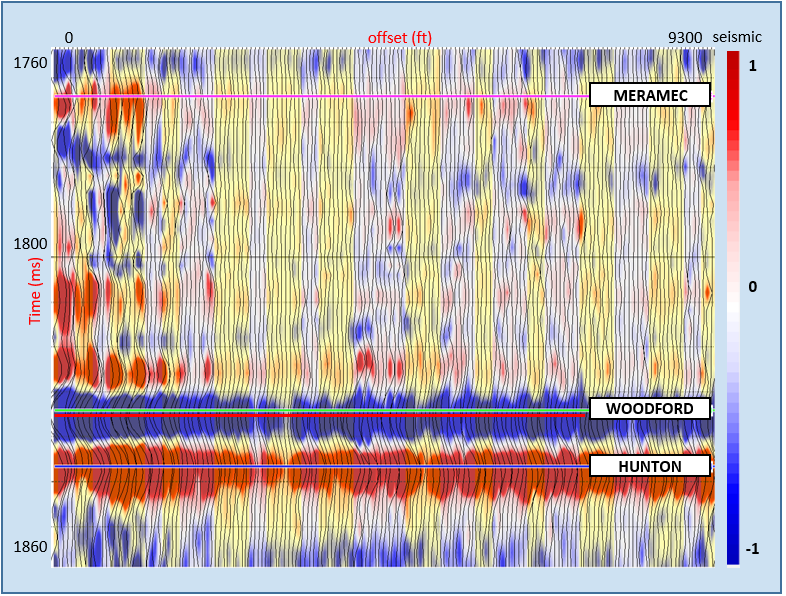 0 offset (ft) 9300 seismic
1760
1
MERAMEC
1800
Time (ms)
0
WOODFORD
HUNTON
1860
-1